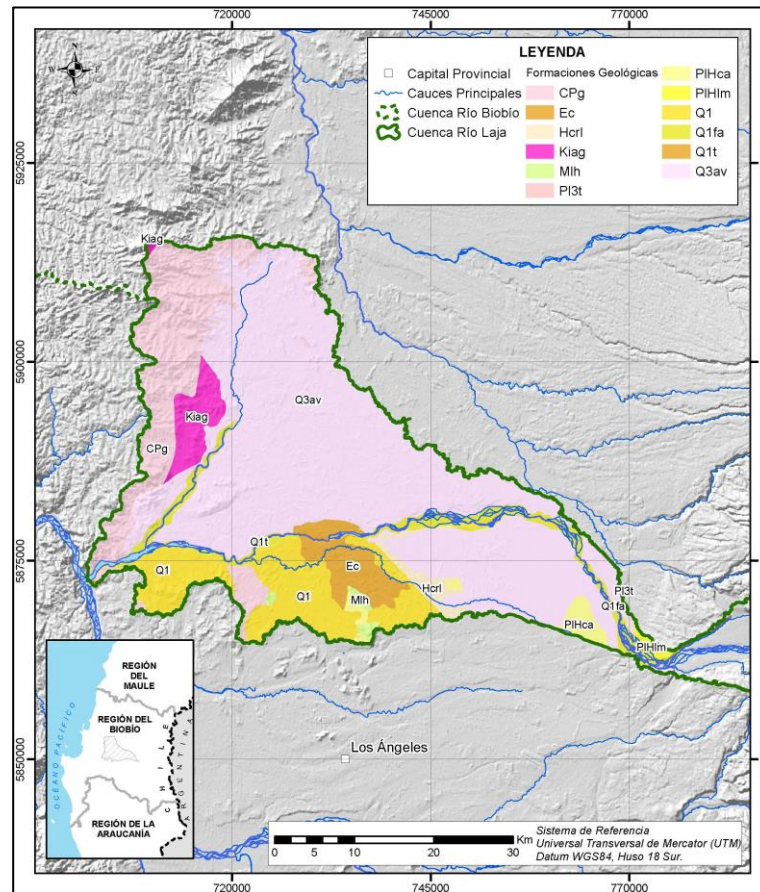 720000
745000
770000
LEYENDA
Capital Provincial
Cauces Principales
Cuenca Río Biobío
Cuenca Río Laja
Formaciones Geológicas
CPg
Ec
Hcrl
Kiag
Mlh
Pl3t
PlHca
PlHlm
Q1
Q1fa
Q1t
Q3av
N
W
E
S
5925000
5900000
5875000
5850000
Kiag
Q3av
Kiag
CPg
Q1t
Q1
Ec
Q1
Mlh
Hcrl
PlHca
Pl3t
Q1fa
PlHlm
Los Ángeles
REGIÓN
DEL
MAULE
REGIÓN DEL
BIOBÍO
REGIÓN DE LA
ARAUCANÍA
OCEANO PACÍFICO
CHILE
ARGENTINA
0 2 5 10 20 30
Km
Sistema de Referencia
Universal Transversal de Mercator (UTM)
Datum WGS84, Huso 18 Sur.
720000
745000
770000